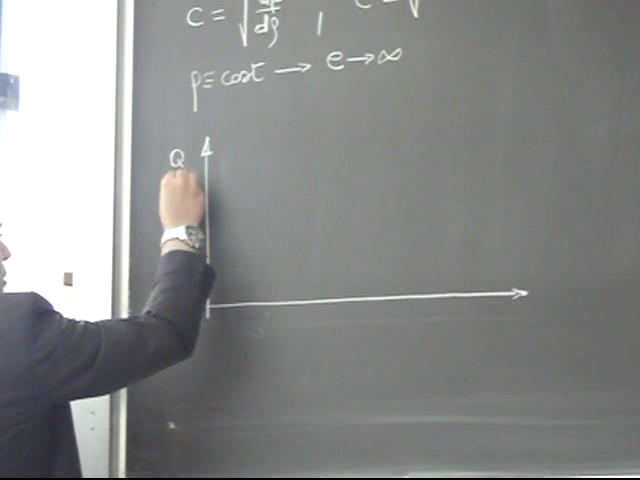 C = √dp/dρ , c = √
ρ = cost → c → ∞
Q